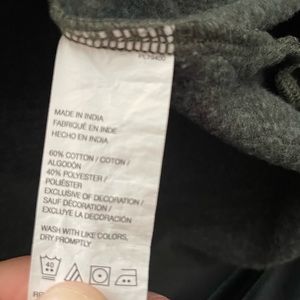 MADE IN INDIA
FABRIQUÉ EN INDE
HECHO EN INDIA
60% COTTON / COTON /
ALGODÓN
40% POLYESTER /
POLIÉSTER
EXCLUSIVE OF DECORATION /
SAUF DÉCORATION /
EXCLUYE LA DECORACIÓN
WASH WITH LIKE COLORS,
DRY PROMPTLY
40